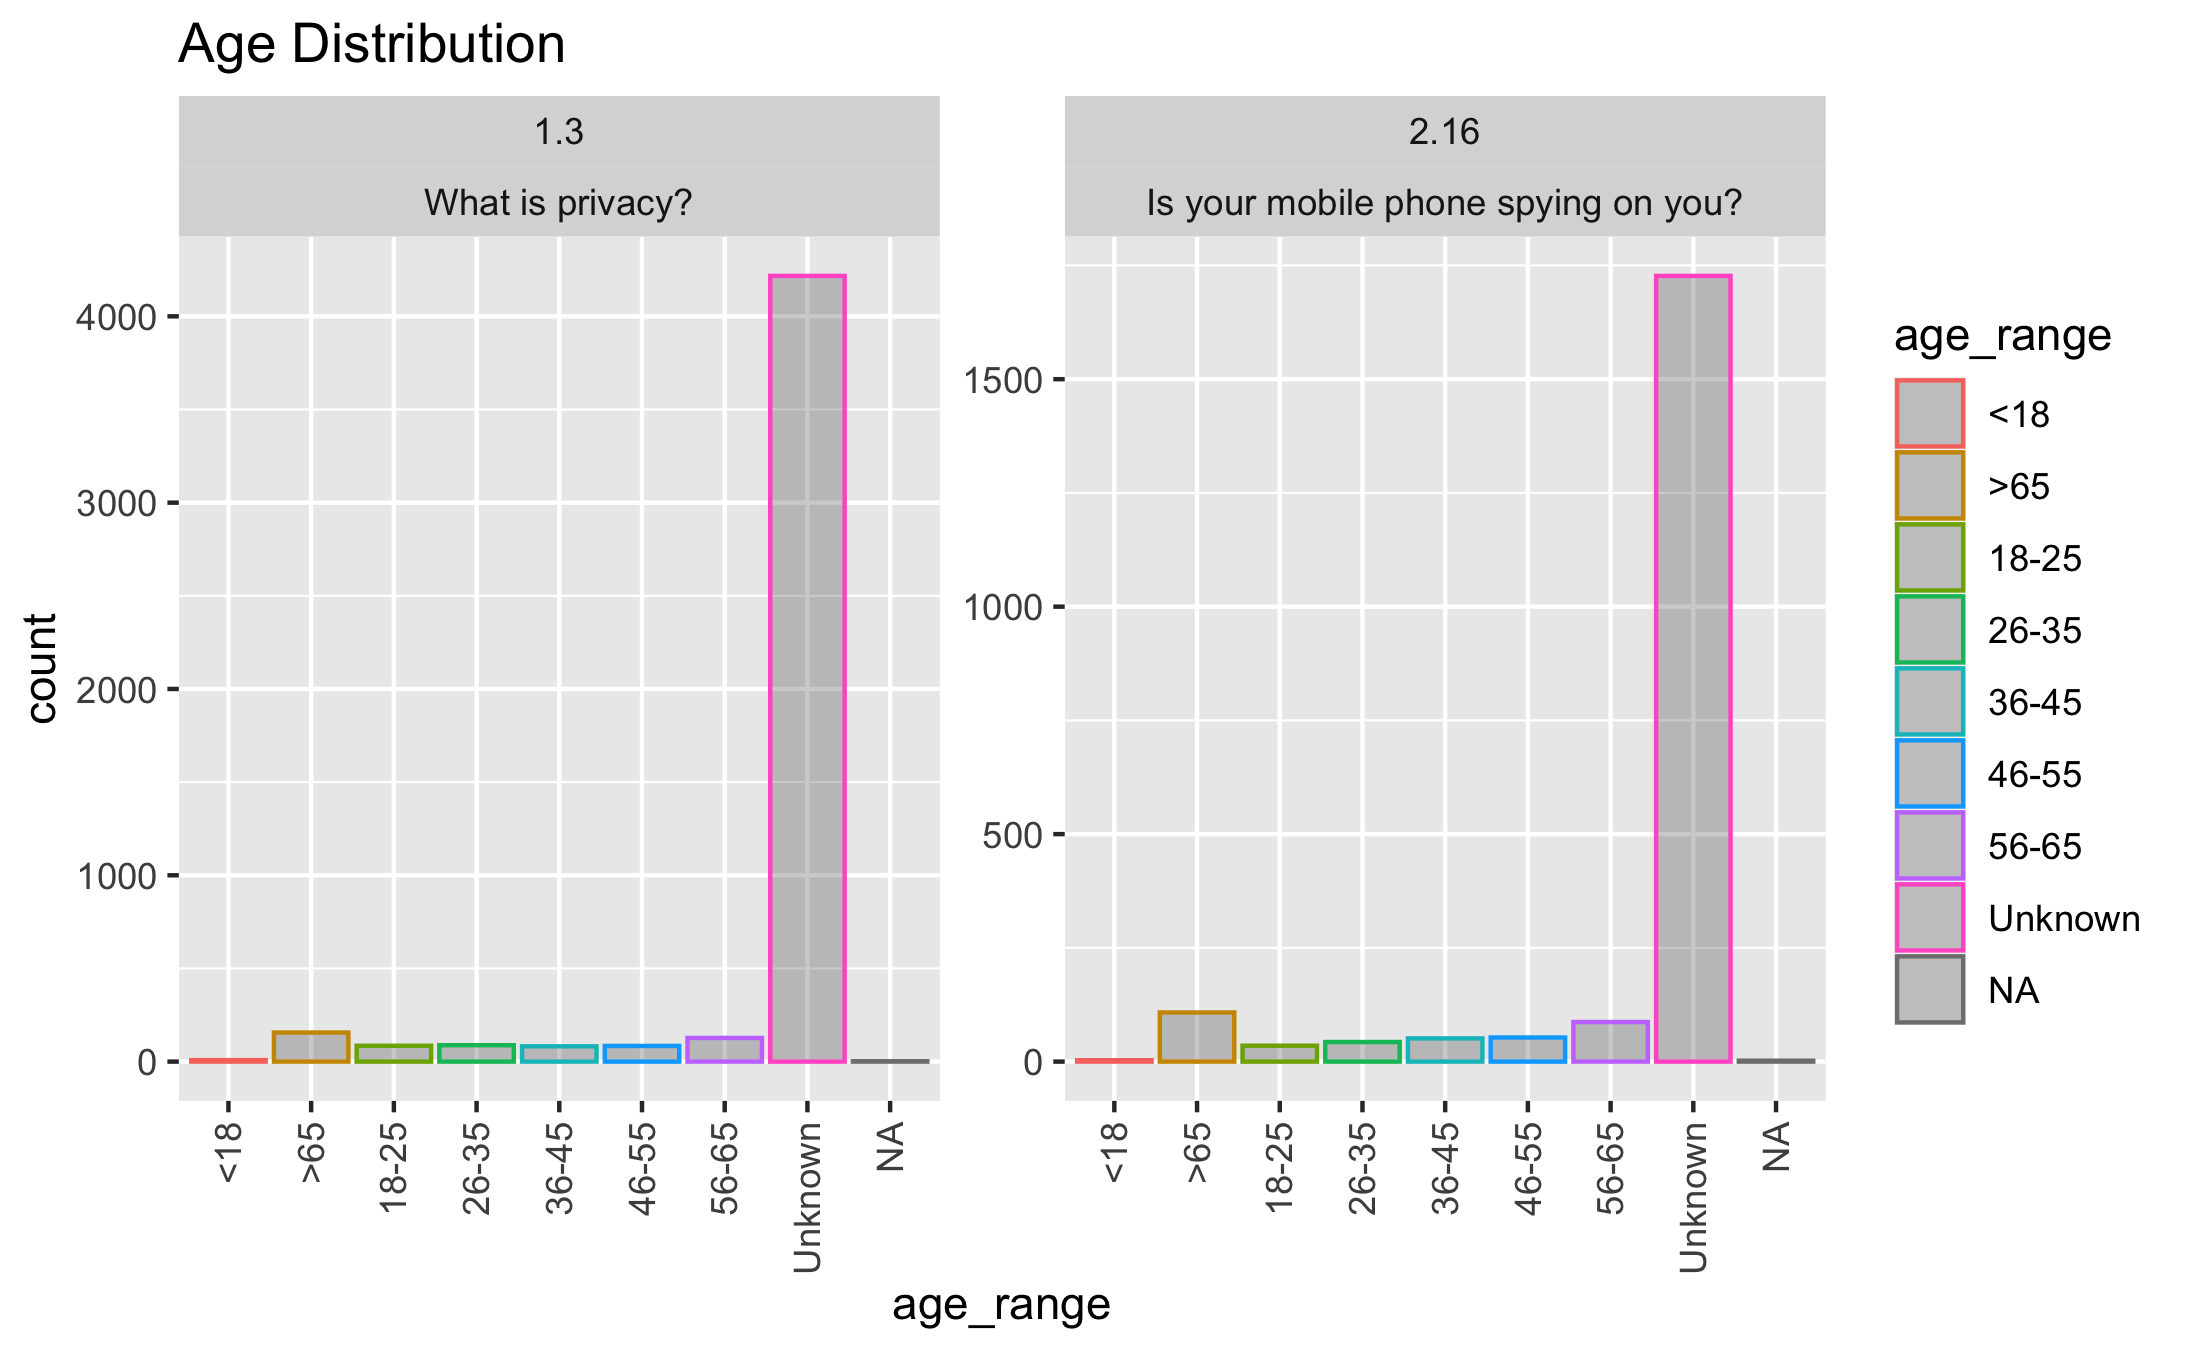 Age Distribution
1.3
What is privacy?
2.16
Is your mobile phone spying on you?
count
4000
3000
2000
1000
0
1500
1000
500
0
<18
>65
18-25
26-35
36-45
46-55
56-65
Unknown
NA
<18
>65
18-25
26-35
36-45
46-55
56-65
Unknown
NA
age_range
age_range
<18
>65
18-25
26-35
36-45
46-55
56-65
Unknown
NA